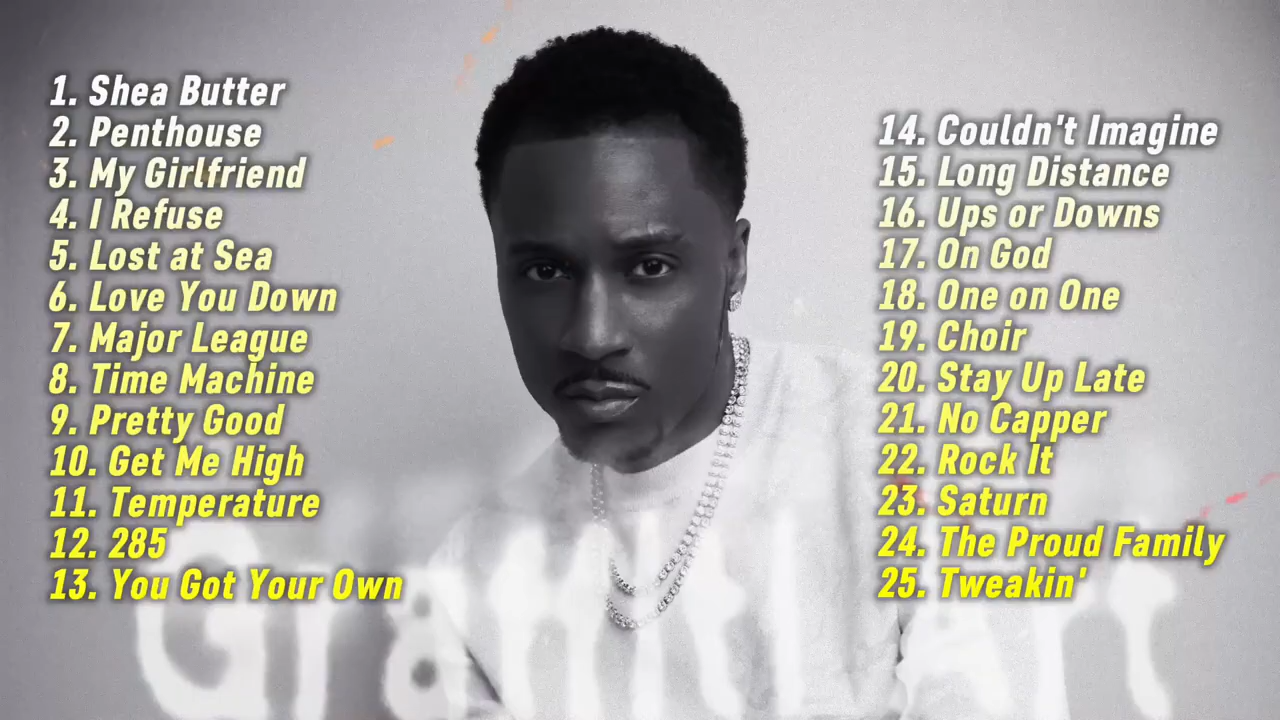 1. Shea Butter
2. Penthouse
3. My Girlfriend
4. I Refuse
5. Lost at Sea
6. Love You Down
7. Major League
8. Time Machine
9. Pretty Good
10. Get Me High
11. Temperature
12. 285
13. You Got Your Own
14. Couldn't Imagine
15. Long Distance
16. Ups or Downs
17. On God
18. One on One
19. Choir
20. Stay Up Late
21. No Capper
22. Rock It
23. Saturn
24. The Proud Family
25. Tweakin'
Graffiti Art